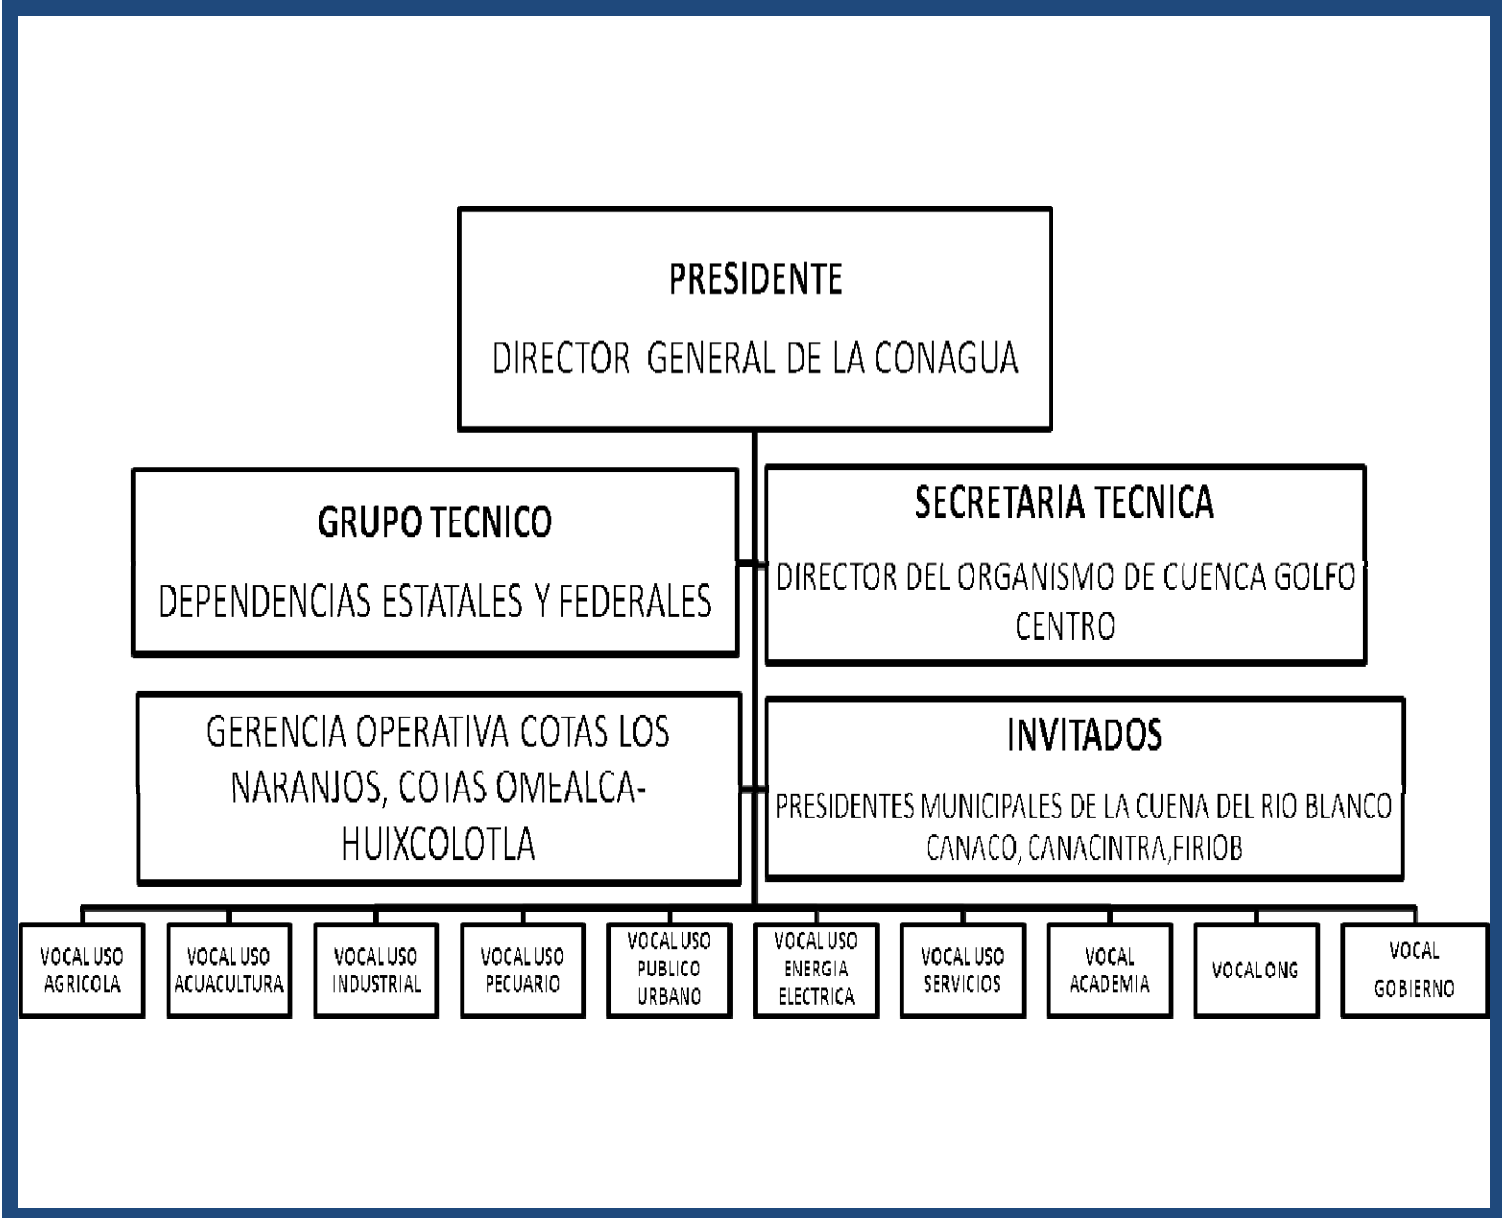 PRESIDENTE
DIRECTOR GENERAL DE LA CONAGUA
GRUPO TECNICO
DEPENDENCIAS ESTATALES Y FEDERALES
SECRETARIA TECNICA
DIRECTOR DEL ORGANISMO DE CUENCA GOLFO
CENTRO
GERENCIA OPERATIVA COTAS LOS
NARANJOS, COTAS OMEALCA-
HUIXCOLOTLA
INVITADOS
PRESIDENTES MUNICIPALES DE LA CUENA DEL RIO BLANCO
CANACO, CANACINTRA,FIRIOB
VOCAL USO
AGRICOLA
VOCAL USO
ACUACULTURA
VOCAL USO
INDUSTRIAL
VOCAL USO
PECUARIO
VOCAL USO
PUBLICO
URBANO
VOCAL USO
ENERGIA
ELECTRICA
VOCAL USO
SERVICIOS
VOCAL
ACADEMIA
VOCAL ONG
VOCAL
GOBIERNO